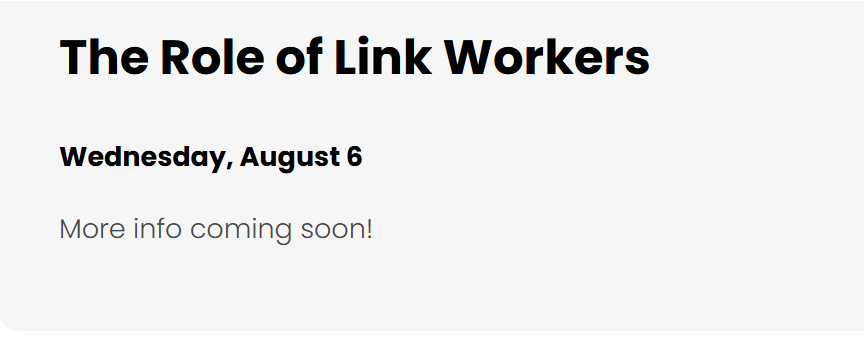 The Role of Link Workers
Wednesday, August 6
More info coming soon!